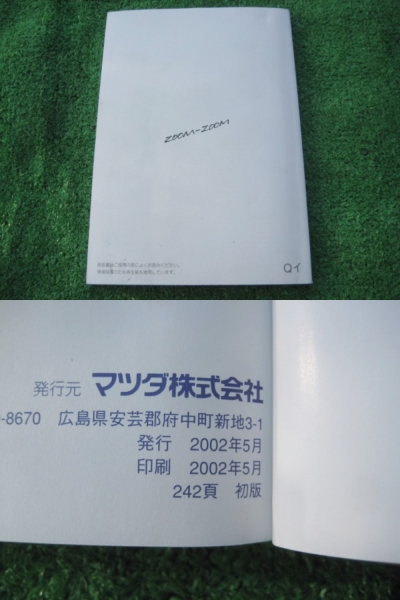 ZOOM-ZOOM
Qイ
発行元 マツダ株式会社
-8670 広島県安芸郡府中町新地3-1
発行 2002年5月
印刷 2002年5月
242頁 初版